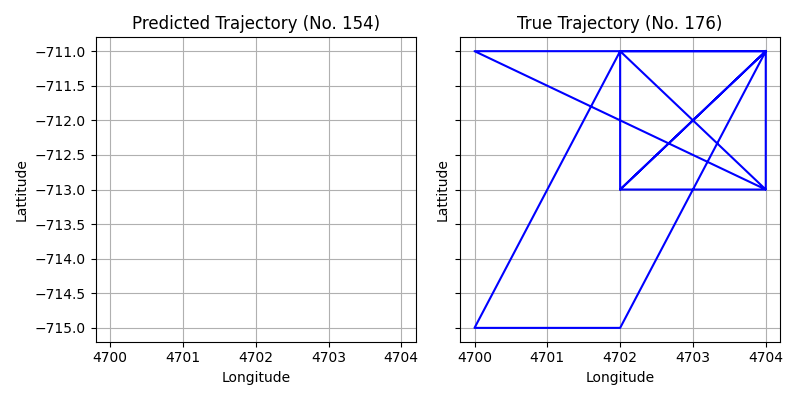 Predicted Trajectory (No. 154)
True Trajectory (No. 176)
Lattitude
−711.0
−711.5
−712.0
−712.5
−713.0
−713.5
−714.0
−714.5
−715.0
4700 4701 4702 4703 4704
Longitude
Lattitude
4700 4701 4702 4703 4704
Longitude